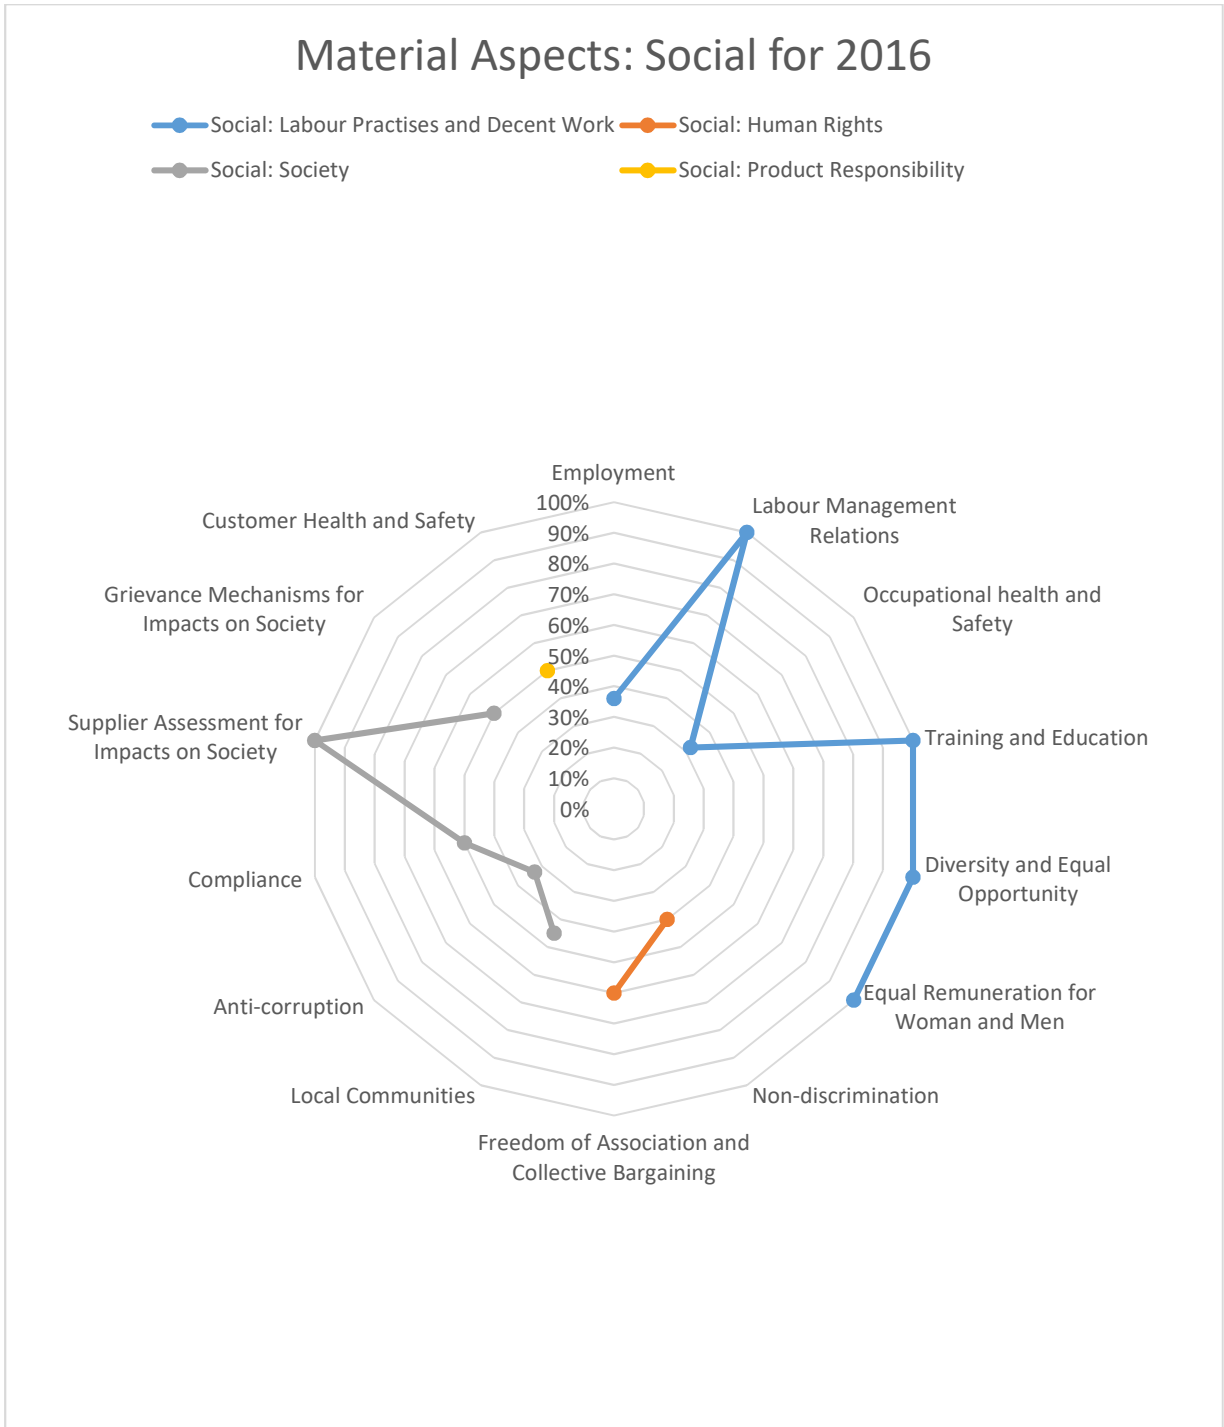 Material Aspects: Social for 2016
Social: Labour Practises and Decent Work
Social: Human Rights
Social: Society
Social: Product Responsibility
Employment
Labour Management
Relations
Occupational health and
Safety
Training and Education
Diversity and Equal
Opportunity
Equal Remuneration for
Woman and Men
Non-discrimination
Freedom of Association and
Collective Bargaining
Local Communities
Anti-corruption
Compliance
Supplier Assessment for
Impacts on Society
Grievance Mechanisms for
Impacts on Society
Customer Health and Safety
100%
90%
80%
70%
60%
50%
40%
30%
20%
10%
0%